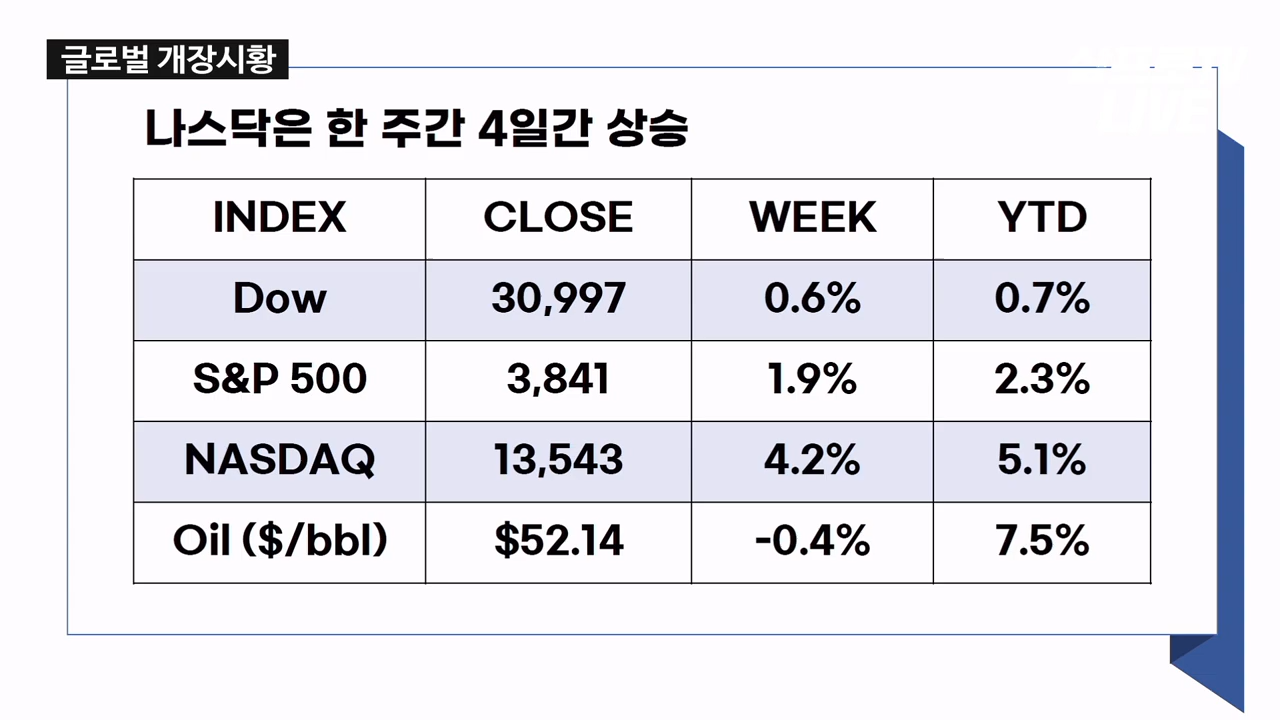 글로벌 개장시황
LIVE
나스닥은 한 주간 4일간 상승
INDEX CLOSE WEEK YTD
Dow 30,997 0.6% 0.7%
S&P 500 3,841 1.9% 2.3%
NASDAQ 13,543 4.2% 5.1%
Oil ($/bbl) $52.14 -0.4% 7.5%